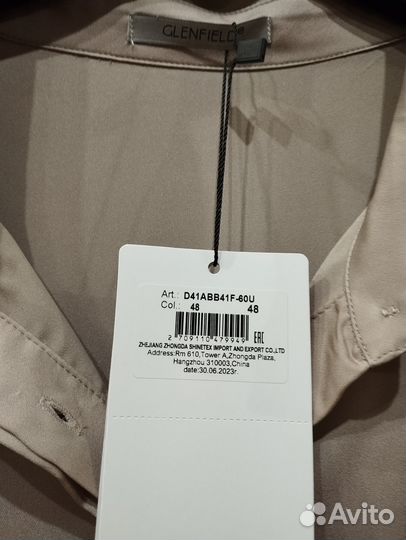 GLENFIELD®
Art.: D41ABB41F-60U
Col.: 48 48
2 709110 479949
EAC
ZHEJIANG ZHONGDA SHINETEX IMPORT AND EXPORT CO.,LTD
Address:Rm 610,Tower A,Zhongda Plaza,
Hangzhou 310003,China
date:30.06.2023г.
Avito